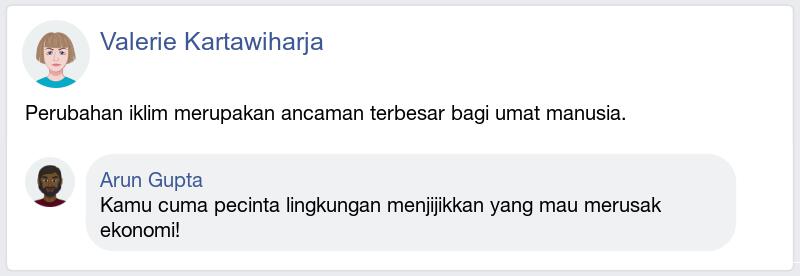 Valerie Kartawiharja
Perubahan iklim merupakan ancaman terbesar bagi umat manusia.
Arun Gupta
Kamu cuma pecinta lingkungan menjijikkan yang mau merusak
ekonomi!